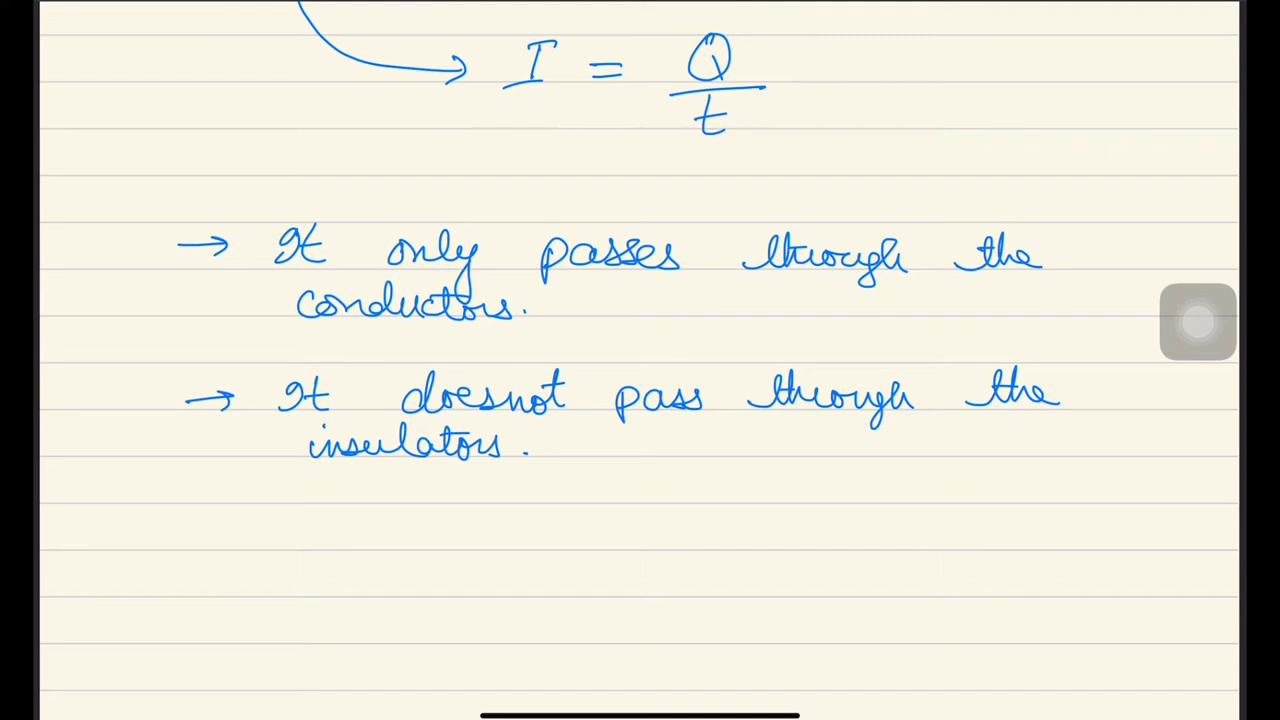 I = Q/t
→ It only passes through the
conductors.
→ It doesnot pass through the
insulators.